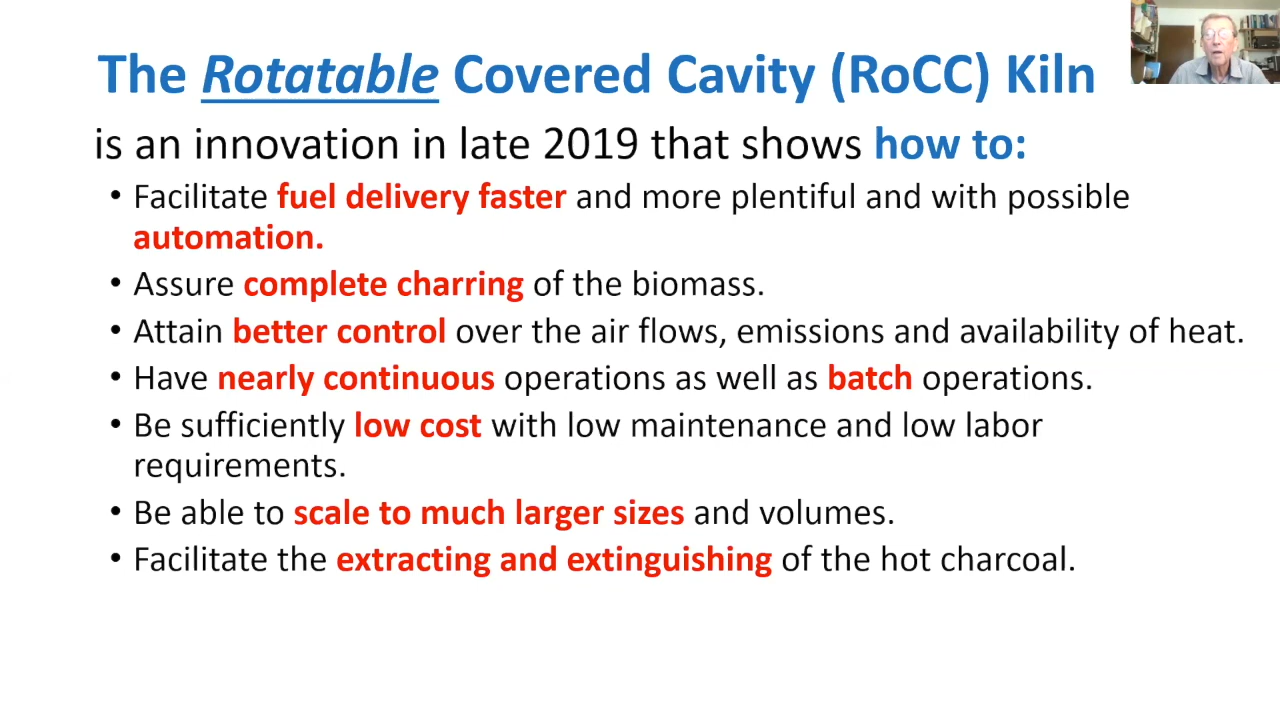 The Rotatable Covered Cavity (RoCC) Kiln
is an innovation in late 2019 that shows how to:
• Facilitate fuel delivery faster and more plentiful and with possible
automation.
• Assure complete charring of the biomass.
• Attain better control over the air flows, emissions and availability of heat.
• Have nearly continuous operations as well as batch operations.
• Be sufficiently low cost with low maintenance and low labor
requirements.
• Be able to scale to much larger sizes and volumes.
• Facilitate the extracting and extinguishing of the hot charcoal.